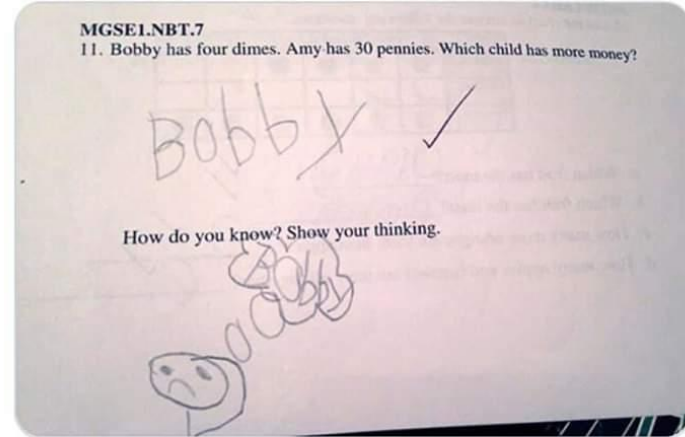 MGSE1.NBT.7
11. Bobby has four dimes. Amy has 30 pennies. Which child has more money?
Bobby
How do you know? Show your thinking.
Bobby